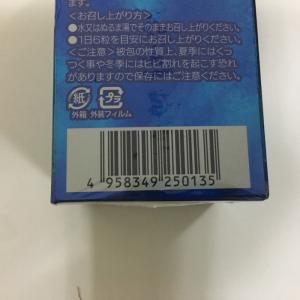 ます。
<お召し上がり方>
●水又はぬるま湯でそのままお召し上がりください。
●1日6粒を目安にお召し上がりください。
<ご注意>被包の性質上、夏季にはくっ
つく事や冬季にはヒビ割れを起こす恐れ
がありますので保存にはご注意ください。
紙 プラ
外箱 外装フィルム
4 958349 250135